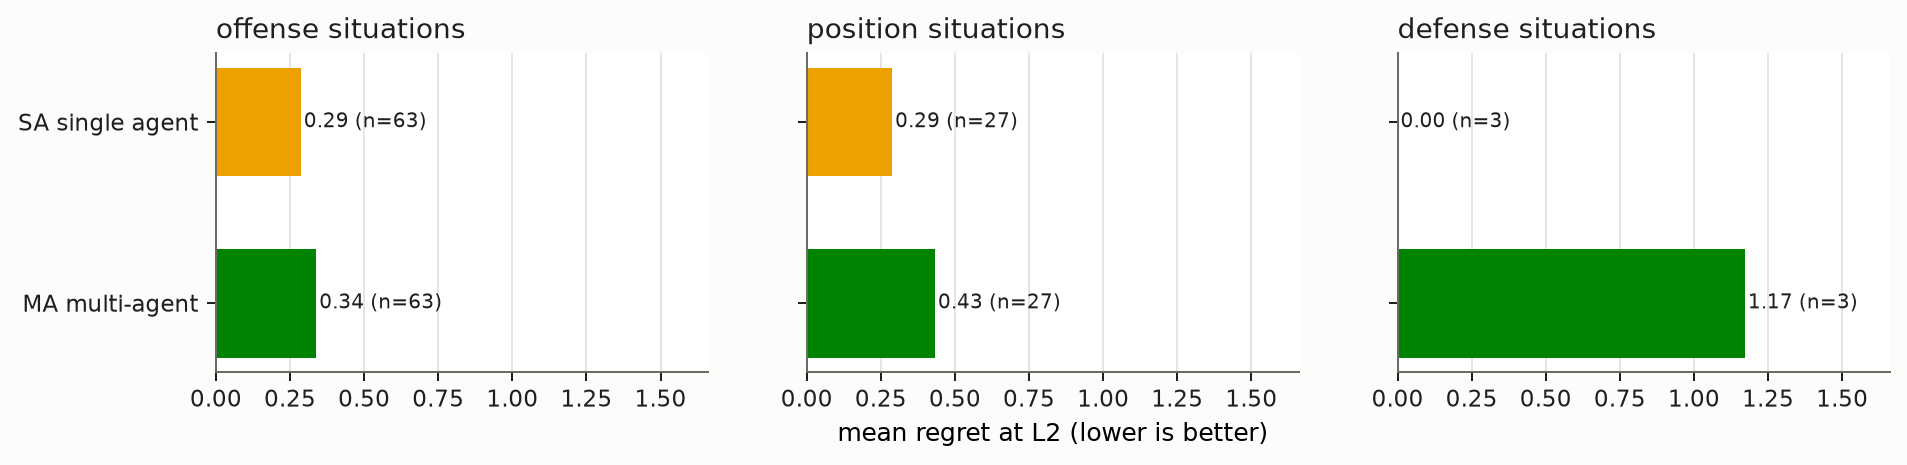 offense situations
position situations
defense situations
SA single agent
0.29 (n=63)
0.29 (n=27)
0.00 (n=3)
MA multi-agent
0.34 (n=63)
0.43 (n=27)
1.17 (n=3)
0.00 0.25 0.50 0.75 1.00 1.25 1.50
0.00 0.25 0.50 0.75 1.00 1.25 1.50
0.00 0.25 0.50 0.75 1.00 1.25 1.50
mean regret at L2 (lower is better)